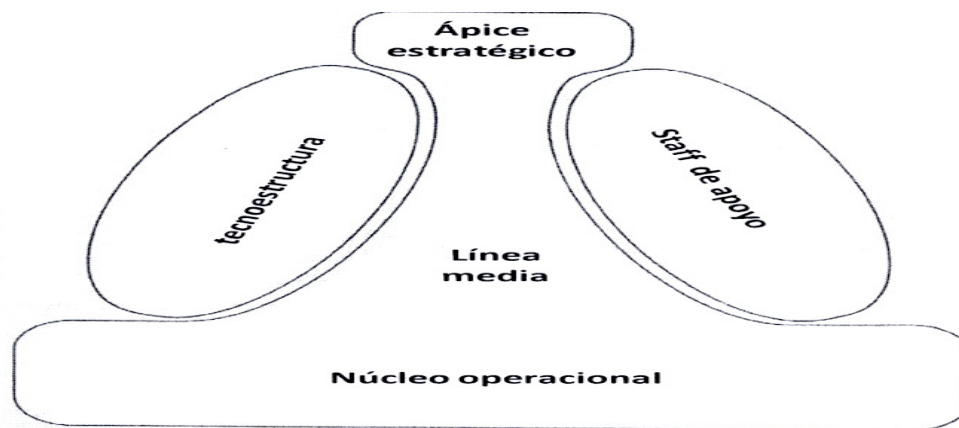 Ápice
estratégico
tecnoestructura
Staff de apoyo
Línea
media
Núcleo operacional